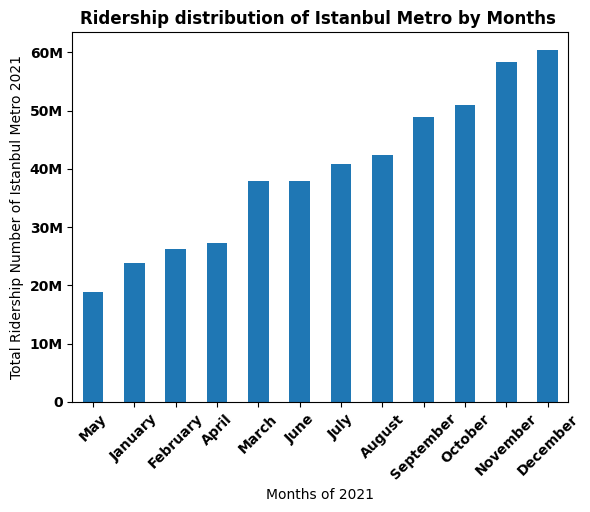 Ridership distribution of Istanbul Metro by Months
Total Ridership Number of Istanbul Metro 2021
60M
50M
40M
30M
20M
10M
0
May
January
February
April
March
June
July
August
September
October
November
December
Months of 2021